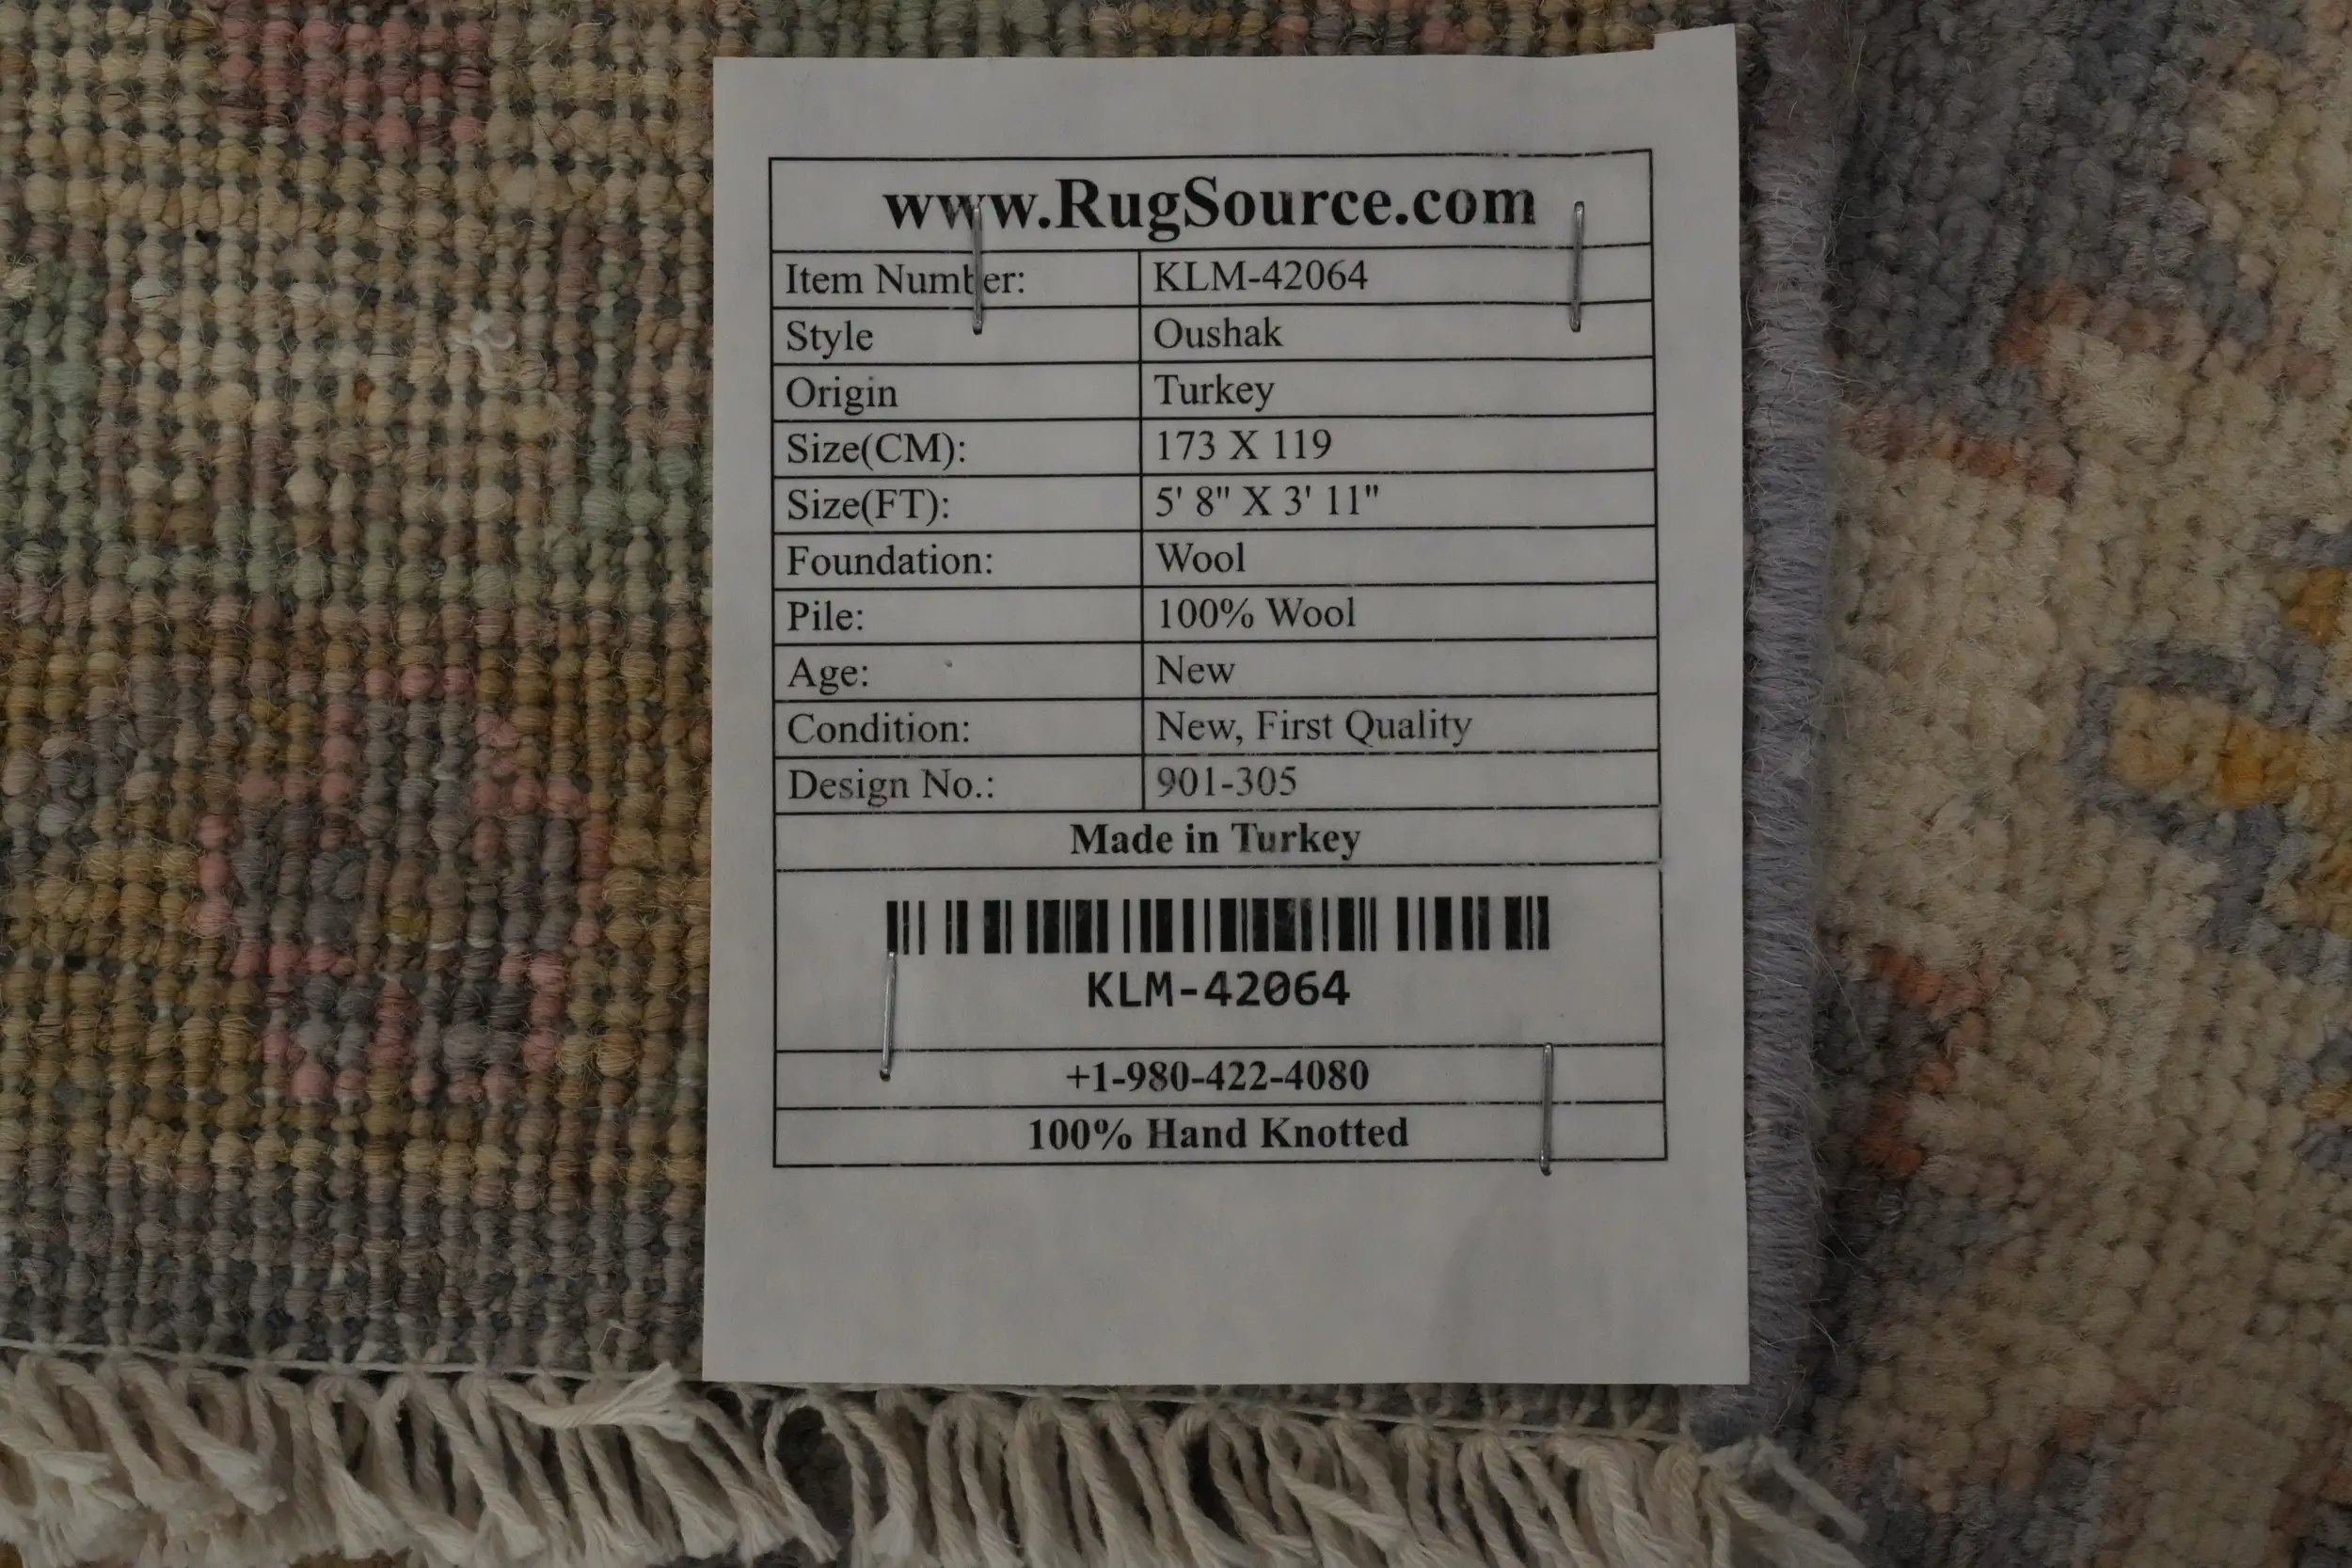 www.RugSource.com
Item Number: KLM-42064
Style Oushak
Origin Turkey
Size(CM): 173 X 119
Size(FT): 5' 8" X 3' 11"
Foundation: Wool
Pile: 100% Wool
Age: New
Condition: New, First Quality
Design No.: 901-305
Made in Turkey
KLM-42064
+1-980-422-4080
100% Hand Knotted